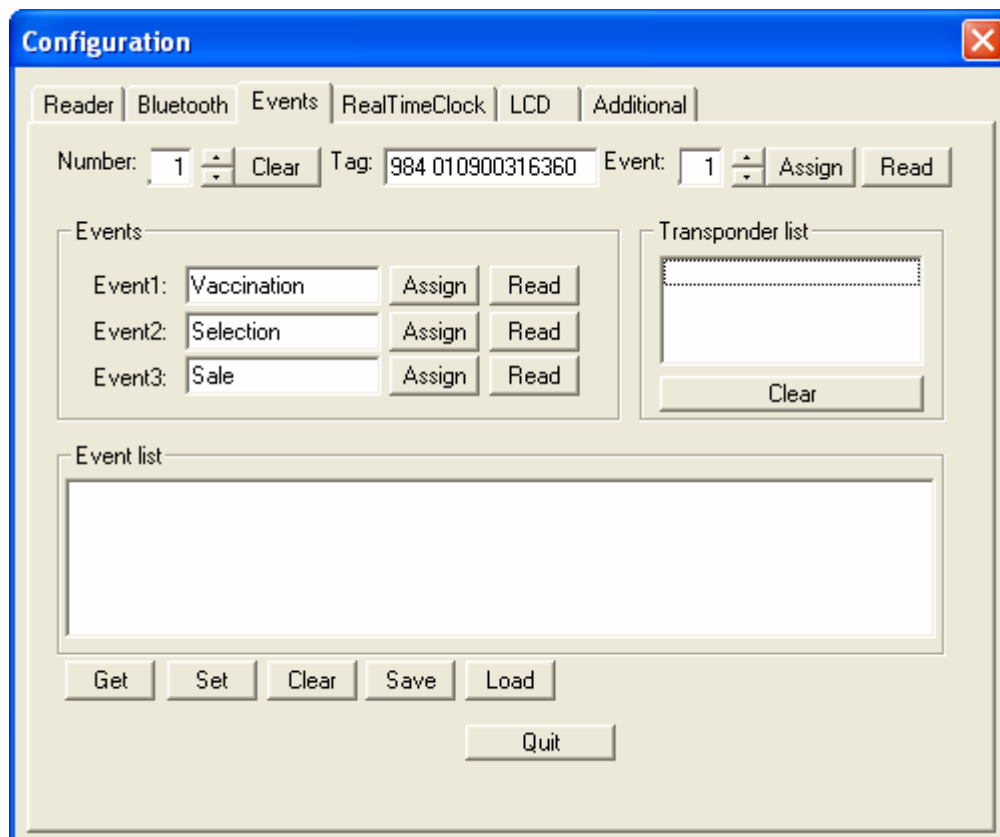 Configuration
Reader Bluetooth Events RealTimeClock LCD Additional
Number: 1 Clear Tag: 984 010900316360 Event: 1 Assign Read
Events Transponder list
Event1: Vaccination Assign Read
Event2: Selection Assign Read
Event3: Sale Assign Read
Clear
Event list
Get Set Clear Save Load
Quit